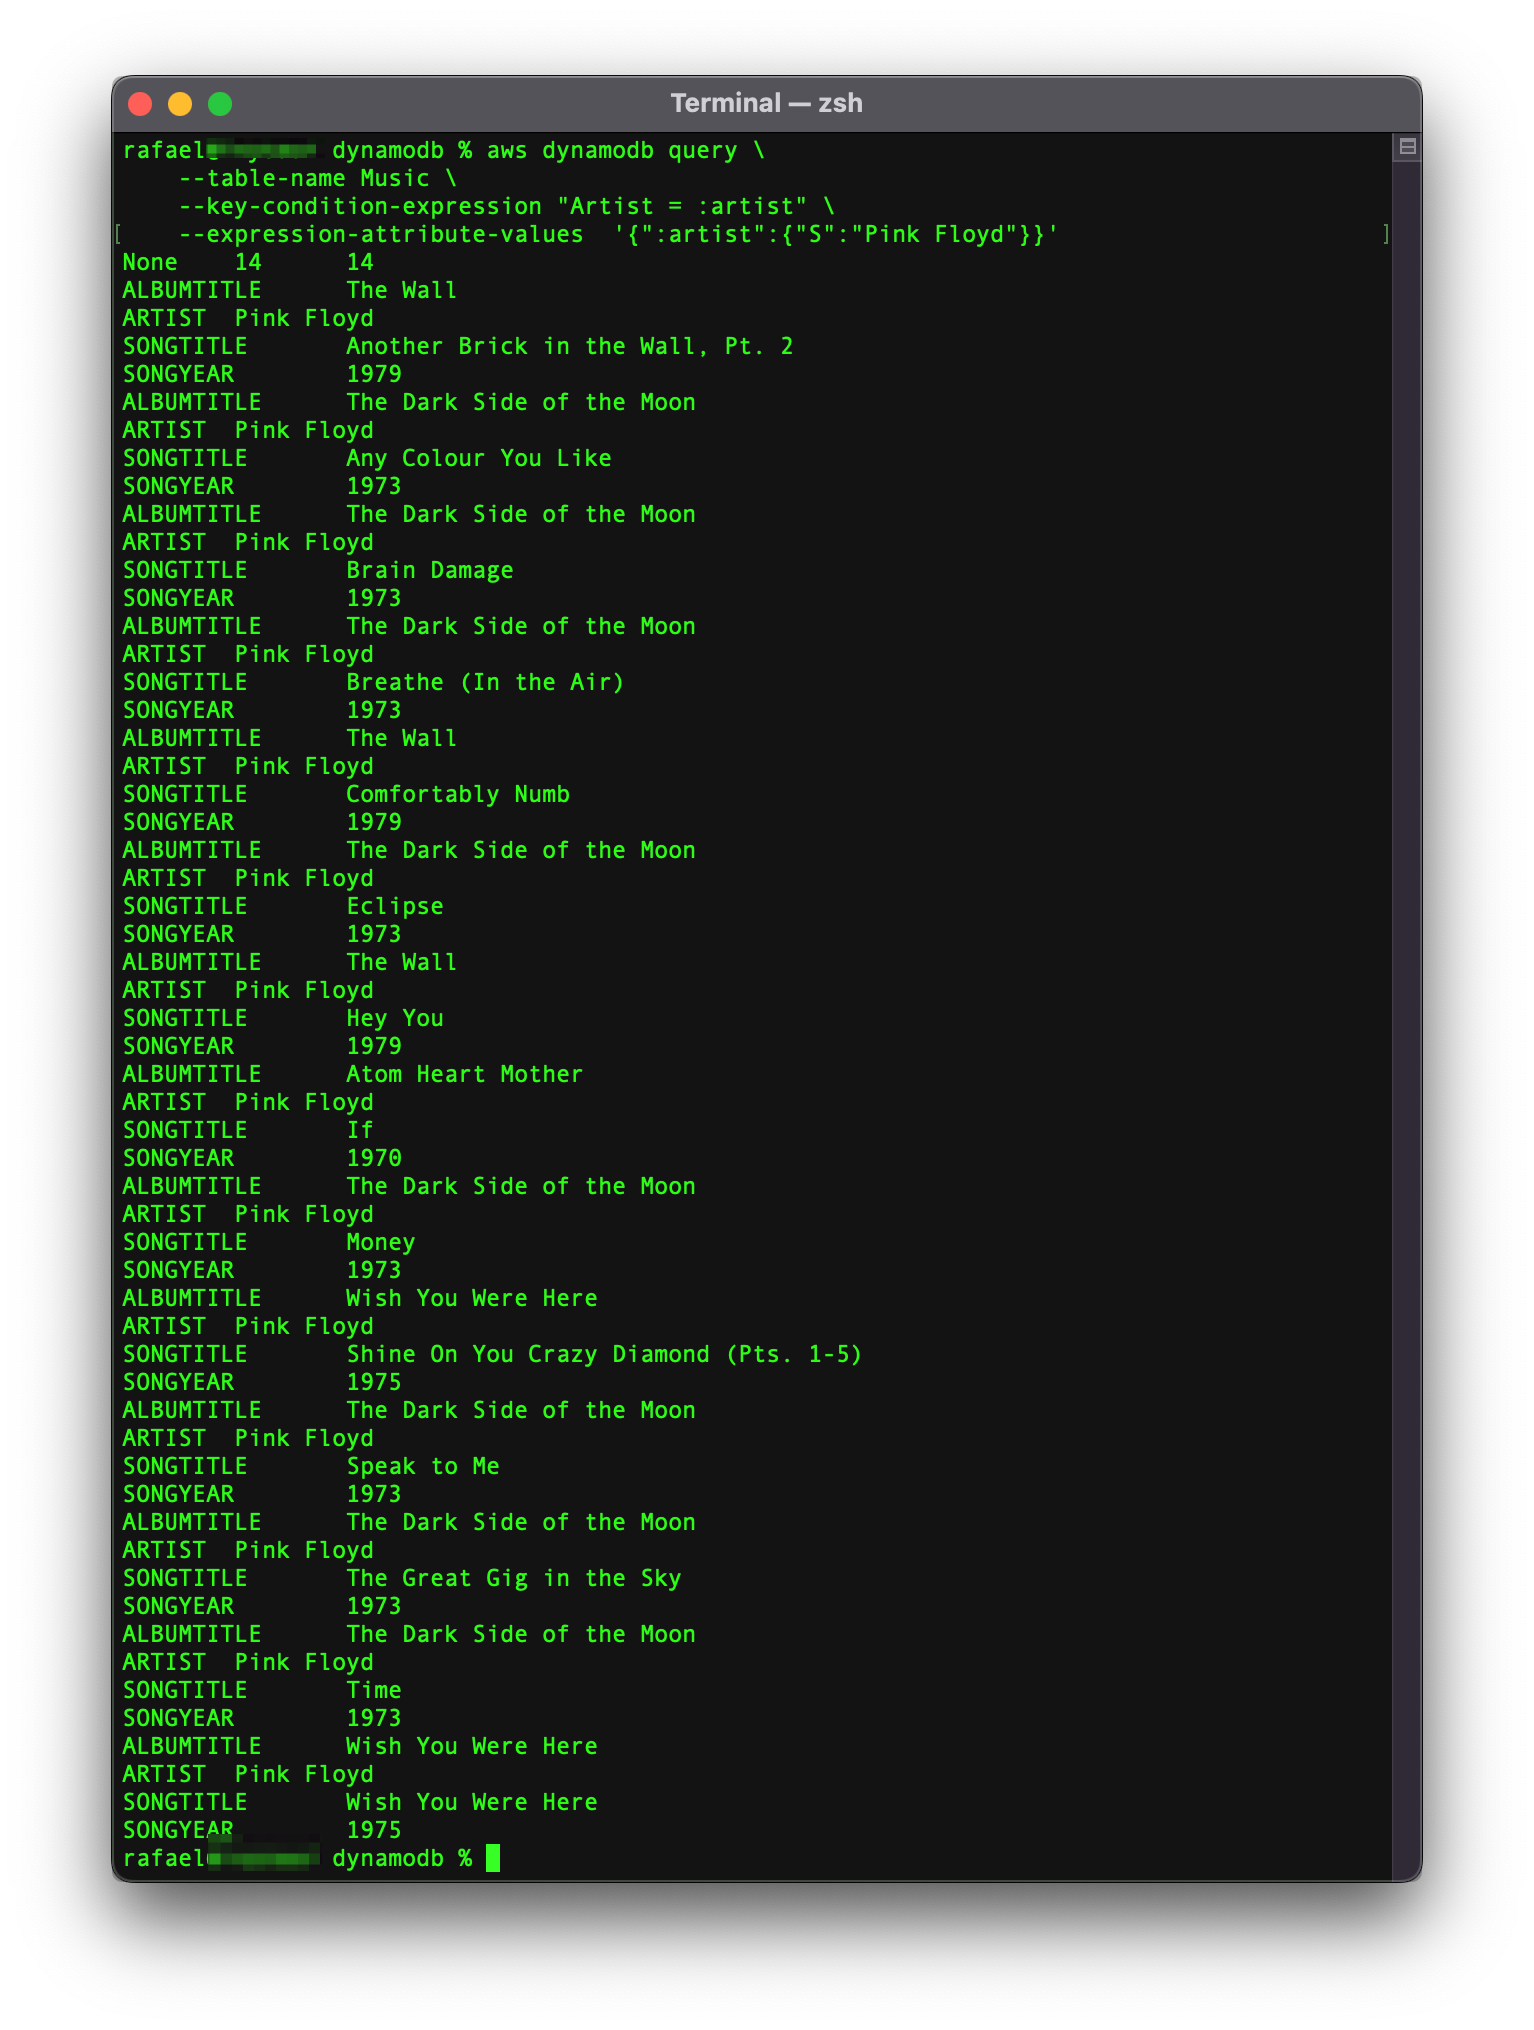 Terminal — zsh
rafael dynamodb % aws dynamodb query \
    --table-name Music \
    --key-condition-expression "Artist = :artist" \
[    --expression-attribute-values  '{":artist":{"S":"Pink Floyd"}}' ]
None    14      14
ALBUMTITLE      The Wall
ARTIST  Pink Floyd
SONGTITLE       Another Brick in the Wall, Pt. 2
SONGYEAR        1979
ALBUMTITLE      The Dark Side of the Moon
ARTIST  Pink Floyd
SONGTITLE       Any Colour You Like
SONGYEAR        1973
ALBUMTITLE      The Dark Side of the Moon
ARTIST  Pink Floyd
SONGTITLE       Brain Damage
SONGYEAR        1973
ALBUMTITLE      The Dark Side of the Moon
ARTIST  Pink Floyd
SONGTITLE       Breathe (In the Air)
SONGYEAR        1973
ALBUMTITLE      The Wall
ARTIST  Pink Floyd
SONGTITLE       Comfortably Numb
SONGYEAR        1979
ALBUMTITLE      The Dark Side of the Moon
ARTIST  Pink Floyd
SONGTITLE       Eclipse
SONGYEAR        1973
ALBUMTITLE      The Wall
ARTIST  Pink Floyd
SONGTITLE       Hey You
SONGYEAR        1979
ALBUMTITLE      Atom Heart Mother
ARTIST  Pink Floyd
SONGTITLE       If
SONGYEAR        1970
ALBUMTITLE      The Dark Side of the Moon
ARTIST  Pink Floyd
SONGTITLE       Money
SONGYEAR        1973
ALBUMTITLE      Wish You Were Here
ARTIST  Pink Floyd
SONGTITLE       Shine On You Crazy Diamond (Pts. 1-5)
SONGYEAR        1975
ALBUMTITLE      The Dark Side of the Moon
ARTIST  Pink Floyd
SONGTITLE       Speak to Me
SONGYEAR        1973
ALBUMTITLE      The Dark Side of the Moon
ARTIST  Pink Floyd
SONGTITLE       The Great Gig in the Sky
SONGYEAR        1973
ALBUMTITLE      The Dark Side of the Moon
ARTIST  Pink Floyd
SONGTITLE       Time
SONGYEAR        1973
ALBUMTITLE      Wish You Were Here
ARTIST  Pink Floyd
SONGTITLE       Wish You Were Here
SONGYEAR        1975
rafael dynamodb %